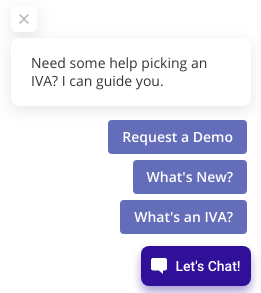 Need some help picking an
IVA? I can guide you.
Request a Demo
What's New?
What's an IVA?
Let's Chat!